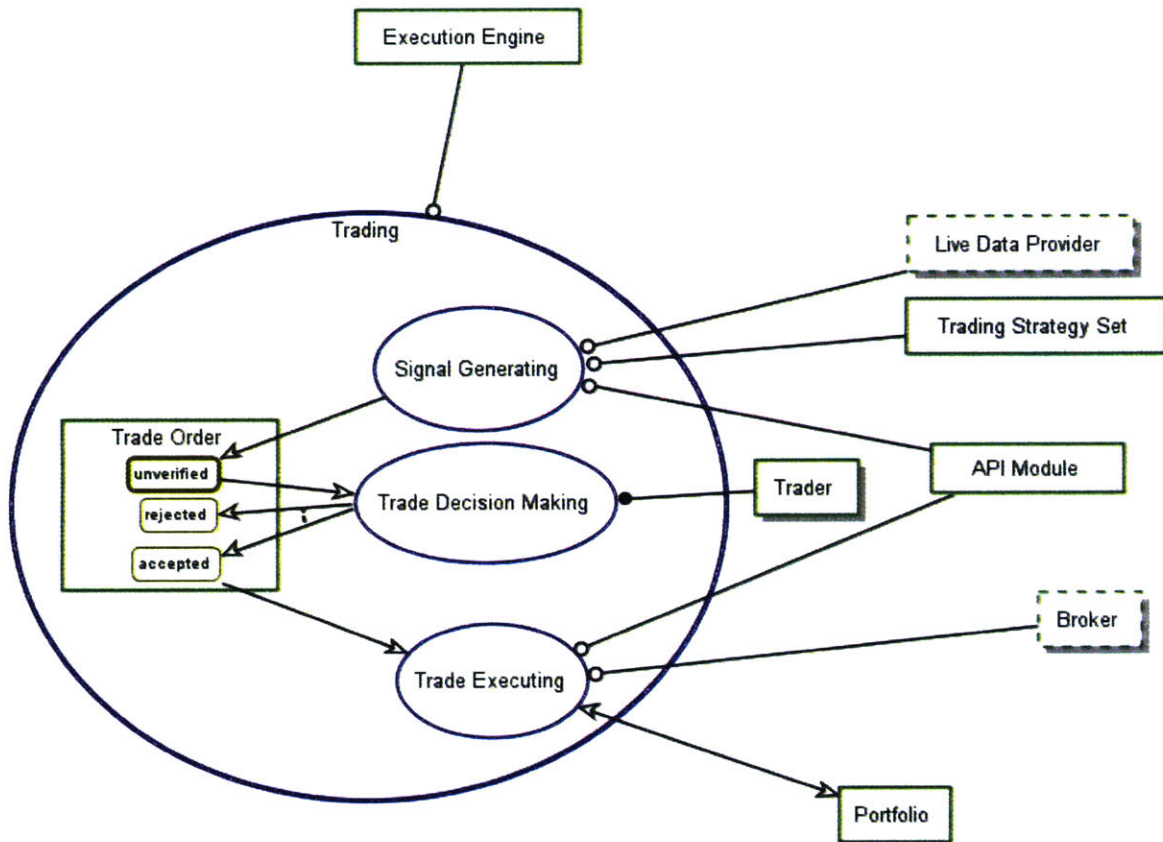 Execution Engine
Trading
Live Data Provider
Trading Strategy Set
Signal Generating
Trade Order
unverified
API Module
Trade Decision Making
Trader
rejected
accepted
Broker
Trade Executing
Portfolio